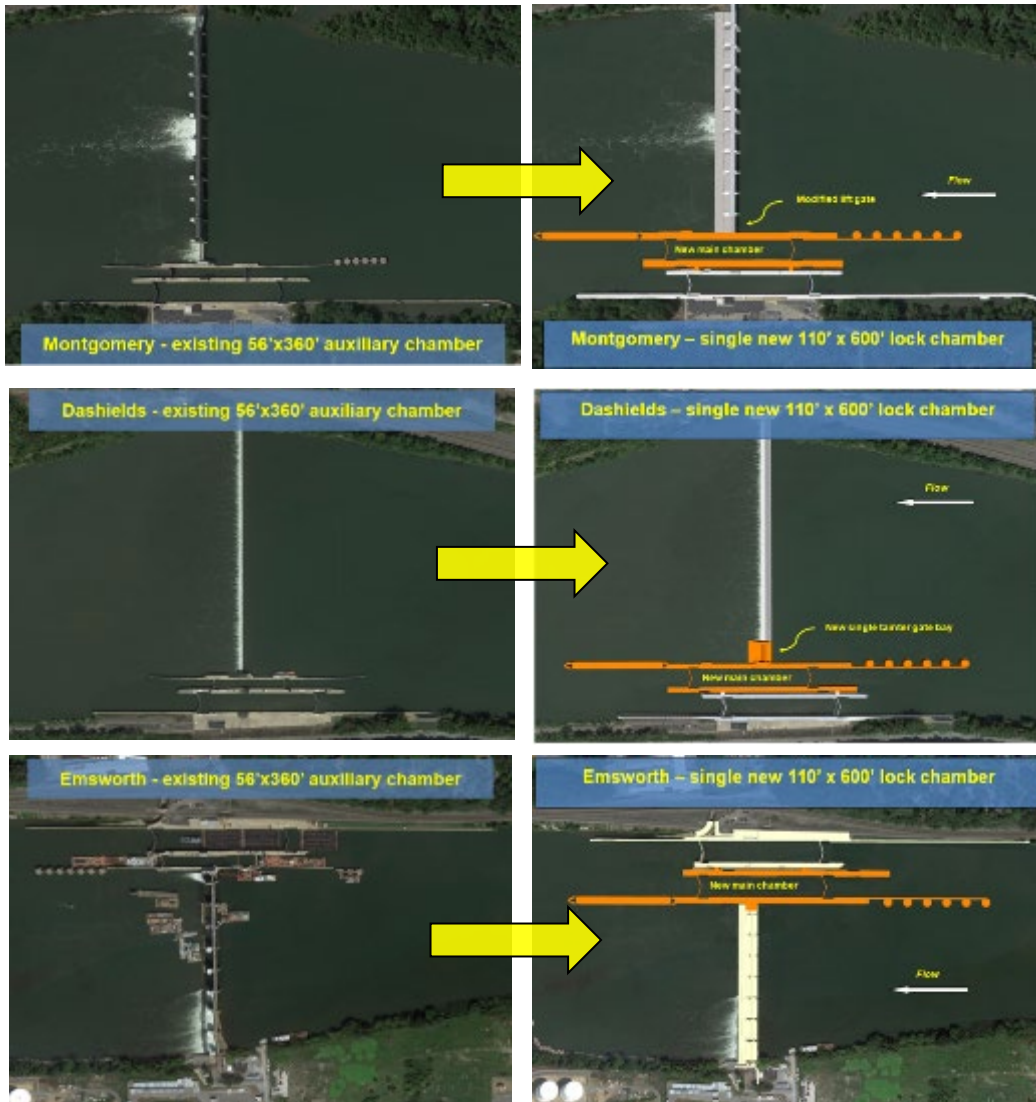 Flow
Modified lift gate
New main chamber
Montgomery - existing 56'x360' auxiliary chamber
Montgomery – single new 110' x 600' lock chamber
Dashields - existing 56'x360' auxiliary chamber
Dashields – single new 110' x 600' lock chamber
Flow
New single tainter gate bay
New main chamber
Emsworth - existing 56'x360' auxiliary chamber
Emsworth – single new 110' x 600' lock chamber
New main chamber
Flow